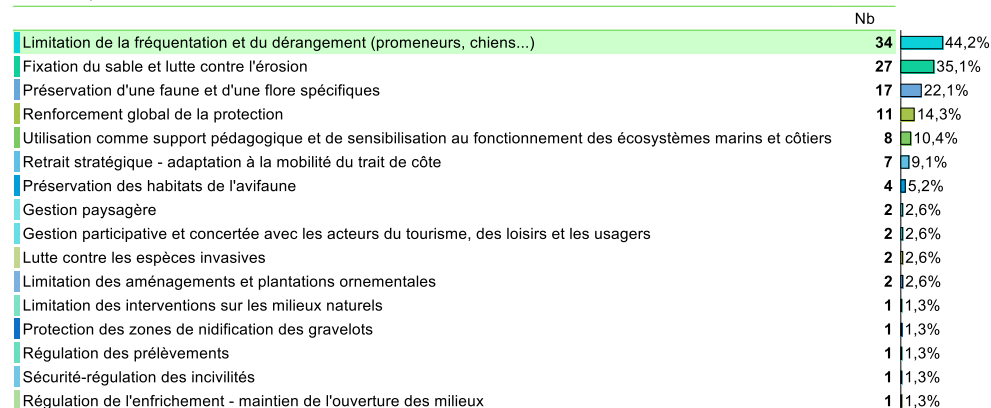 Nb
Limitation de la fréquentation et du dérangement (promeneurs, chiens...) 34 44,2%
Fixation du sable et lutte contre l'érosion 27 35,1%
Préservation d'une faune et d'une flore spécifiques 17 22,1%
Renforcement global de la protection 11 14,3%
Utilisation comme support pédagogique et de sensibilisation au fonctionnement des écosystèmes marins et côtiers 8 10,4%
Retrait stratégique - adaptation à la mobilité du trait de côte 7 9,1%
Préservation des habitats de l'avifaune 4 5,2%
Gestion paysagère 2 2,6%
Gestion participative et concertée avec les acteurs du tourisme, des loisirs et les usagers 2 2,6%
Lutte contre les espèces invasives 2 2,6%
Limitation des aménagements et plantations ornementales 2 2,6%
Limitation des interventions sur les milieux naturels 1 1,3%
Protection des zones de nidification des gravelots 1 1,3%
Régulation des prélèvements 1 1,3%
Sécurité-régulation des incivilités 1 1,3%
Régulation de l'enfrichement - maintien de l'ouverture des milieux 1 1,3%